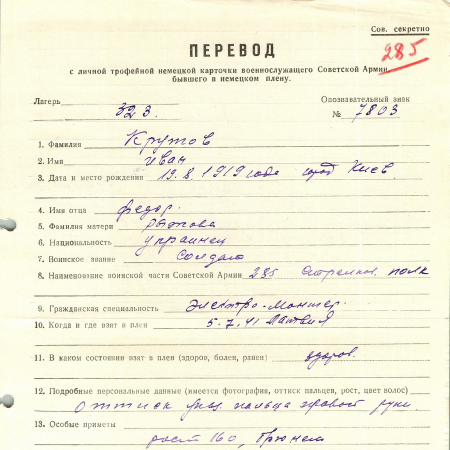 Сов. секретно
285
ПЕРЕВОД
с личной трофейной немецкой карточки военнослужащего Советской Армии,
бывшего в немецком плену.
Лагерь 323. Опознавательный знак
№ 7803
1. Фамилия Крутов
2. Имя иван
3. Дата и место рождения 19.8.1919 года город Киев.
4. Имя отца федор.
5. Фамилия матери рыжова
6. Национальность украинец
7. Воинское звание солдат
8. Наименование воинской части Советской Армии 285 Стрелков. полк
9. Гражданская специальность Электро-Монтер.
10. Когда и где взят в плен 5.7.41 Латвия
11. В каком состоянии взят в плен (здоров, болен, ранен) здоров.
12. Подробные персональные данные (имеется фотография, оттиск пальцев, рост, цвет волос)
Оттиск указ. пальца правой руки.
13. Особые приметы
рост 160,